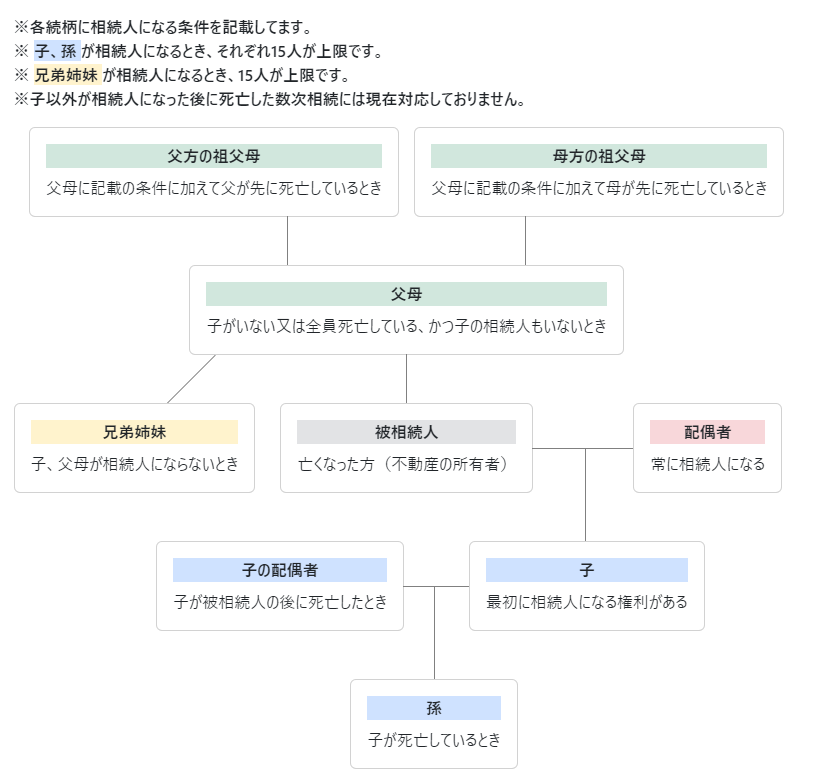 ※各続柄に相続人になる条件を記載してます。
※ 子、孫 が相続人になるとき、それぞれ15人が上限です。
※ 兄弟姉妹 が相続人になるとき、15人が上限です。
※子以外が相続人になった後に死亡した数次相続には現在対応しておりません。
父方の祖父母
父母に記載の条件に加えて父が先に死亡しているとき
母方の祖父母
父母に記載の条件に加えて母が先に死亡しているとき
父母
子がいない又は全員死亡している、かつ子の相続人もいないとき
兄弟姉妹
子、父母が相続人にならないとき
被相続人
亡くなった方（不動産の所有者）
配偶者
常に相続人になる
子の配偶者
子が被相続人の後に死亡したとき
子
最初に相続人になる権利がある
孫
子が死亡しているとき